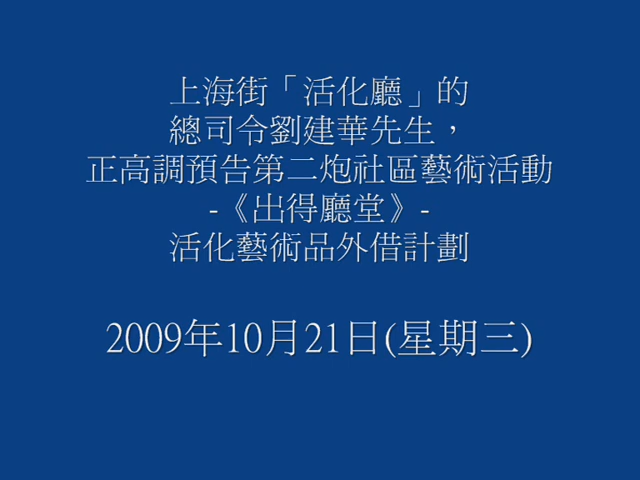 上海街「活化廳」的
總司令劉建華先生，
正高調預告第二炮社區藝術活動
-《出得廳堂》-
活化藝術品外借計劃
2009年10月21日(星期三)